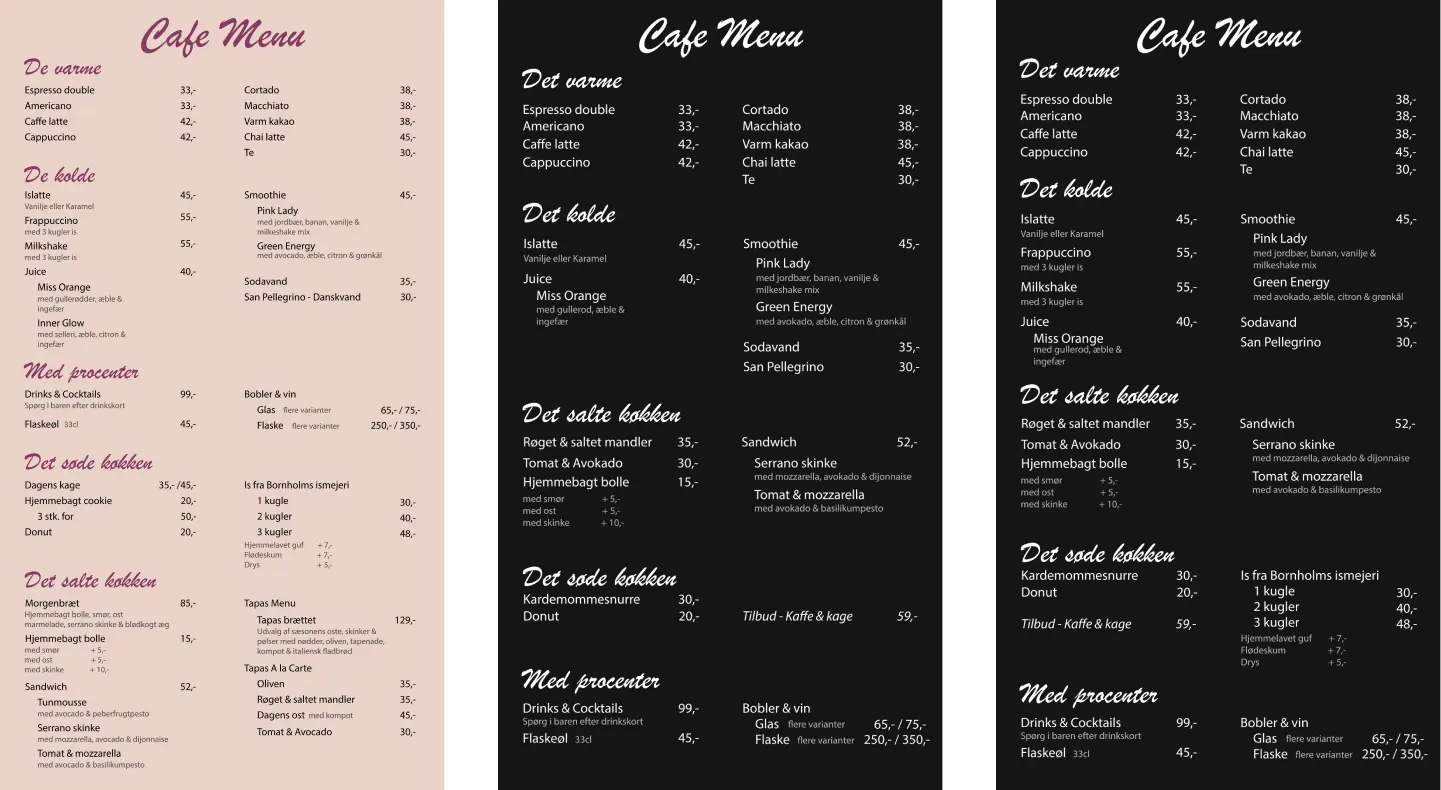 Cafe Menu
De varme
Espresso double 33,-
Americano 33,-
Caffe latte 42,-
Cappuccino 42,-
Cortado 38,-
Macchiato 38,-
Varm kakao 38,-
Chai latte 45,-
Te 30,-
De kolde
Islatte 45,-
Vanilje eller Karamel
Frappuccino 55,-
med 3 kugler is
Milkshake 55,-
med 3 kugler is
Juice 40,-
Miss Orange
med gullerødder, æble &
ingefær
Inner Glow
med selleri, æble, citron &
ingefær
Smoothie 45,-
Pink Lady
med jordbær, banan, vanilje &
milkeshake mix
Green Energy
med avocado, æble, citron & grønkål
Sodavand 35,-
San Pellegrino - Danskvand 30,-
Med procenter
Drinks & Cocktails 99,-
Spørg i baren efter drinkskort
Flaskeøl 33cl 45,-
Bobler & vin
Glas flere varianter 65,- / 75,-
Flaske flere varianter 250,- / 350,-
Det søde køkken
Dagens kage 35,- /45,-
Hjemmebagt cookie 20,-
3 stk. for 50,-
Donut 20,-
Is fra Bornholms ismejeri
1 kugle 30,-
2 kugler 40,-
3 kugler 48,-
Hjemmelavet guf + 7,-
Flødeskum + 7,-
Drys + 5,-
Det salte køkken
Morgenbræt 85,-
Hjemmebagt bolle, smør, ost
marmelade, serrano skinke & blødkogt æg
Hjemmebagt bolle 15,-
med smør + 5,-
med ost + 5,-
med skinke + 10,-
Sandwich 52,-
Tunmousse
med avocado & peberfrugtpesto
Serrano skinke
med mozzarella, avocado & dijonnaise
Tomat & mozzarella
med avocado & basilikumpesto
Tapas Menu
Tapas brættet 129,-
Udvalg af sæsonens oste, skinker &
pølser med nødder, oliven, tapenade,
kompot & italiensk fladbrød
Tapas A la Carte
Oliven 35,-
Røget & saltet mandler 35,-
Dagens ost med kompot 45,-
Tomat & Avocado 30,-
Cafe Menu
Det varme
Espresso double 33,-
Americano 33,-
Caffe latte 42,-
Cappuccino 42,-
Cortado 38,-
Macchiato 38,-
Varm kakao 38,-
Chai latte 45,-
Te 30,-
Det kolde
Islatte 45,-
Vanilje eller Karamel
Juice 40,-
Miss Orange
med gullerod, æble &
ingefær
Smoothie 45,-
Pink Lady
med jordbær, banan, vanilje &
milkeshake mix
Green Energy
med avokado, æble, citron & grønkål
Sodavand 35,-
San Pellegrino 30,-
Det salte køkken
Røget & saltet mandler 35,-
Tomat & Avokado 30,-
Hjemmebagt bolle 15,-
med smør + 5,-
med ost + 5,-
med skinke + 10,-
Sandwich 52,-
Serrano skinke
med mozzarella, avokado & dijonnaise
Tomat & mozzarella
med avokado & basilikumpesto
Det søde køkken
Kardemommesnurre 30,-
Donut 20,-
Tilbud - Kaffe & kage 59,-
Med procenter
Drinks & Cocktails 99,-
Spørg i baren efter drinkskort
Flaskeøl 33cl 45,-
Bobler & vin
Glas flere varianter 65,- / 75,-
Flaske flere varianter 250,- / 350,-
Cafe Menu
Det varme
Espresso double 33,-
Americano 33,-
Caffe latte 42,-
Cappuccino 42,-
Cortado 38,-
Macchiato 38,-
Varm kakao 38,-
Chai latte 45,-
Te 30,-
Det kolde
Islatte 45,-
Vanilje eller Karamel
Frappuccino 55,-
med 3 kugler is
Milkshake 55,-
med 3 kugler is
Juice 40,-
Miss Orange
med gullerod, æble &
ingefær
Smoothie 45,-
Pink Lady
med jordbær, banan, vanilje &
milkeshake mix
Green Energy
med avokado, æble, citron & grønkål
Sodavand 35,-
San Pellegrino 30,-
Det salte køkken
Røget & saltet mandler 35,-
Tomat & Avokado 30,-
Hjemmebagt bolle 15,-
med smør + 5,-
med ost + 5,-
med skinke + 10,-
Sandwich 52,-
Serrano skinke
med mozzarella, avokado & dijonnaise
Tomat & mozzarella
med avokado & basilikumpesto
Det søde køkken
Kardemommesnurre 30,-
Donut 20,-
Tilbud - Kaffe & kage 59,-
Is fra Bornholms ismejeri
1 kugle 30,-
2 kugler 40,-
3 kugler 48,-
Hjemmelavet guf + 7,-
Flødeskum + 7,-
Drys + 5,-
Med procenter
Drinks & Cocktails 99,-
Spørg i baren efter drinkskort
Flaskeøl 33cl 45,-
Bobler & vin
Glas flere varianter 65,- / 75,-
Flaske flere varianter 250,- / 350,-